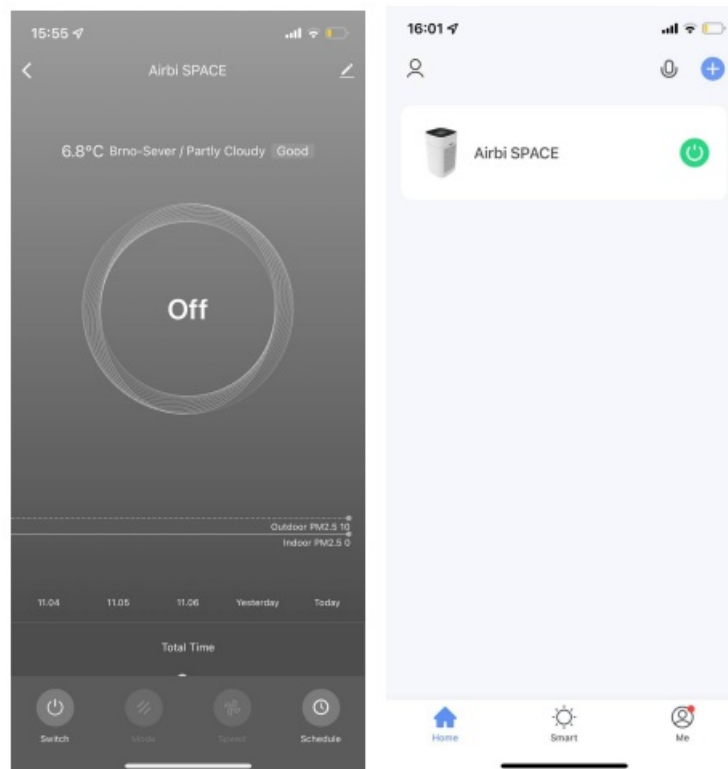 15:55
Airbi SPACE
6.8°C Brno-Sever / Partly Cloudy Good
Off
Outdoor PM2.5 10
Indoor PM2.5 0
11.04 11.05 11.06 Yesterday Today
Total Time
Switch Mode Speed Schedule
16:01
Airbi SPACE
Home Smart Me